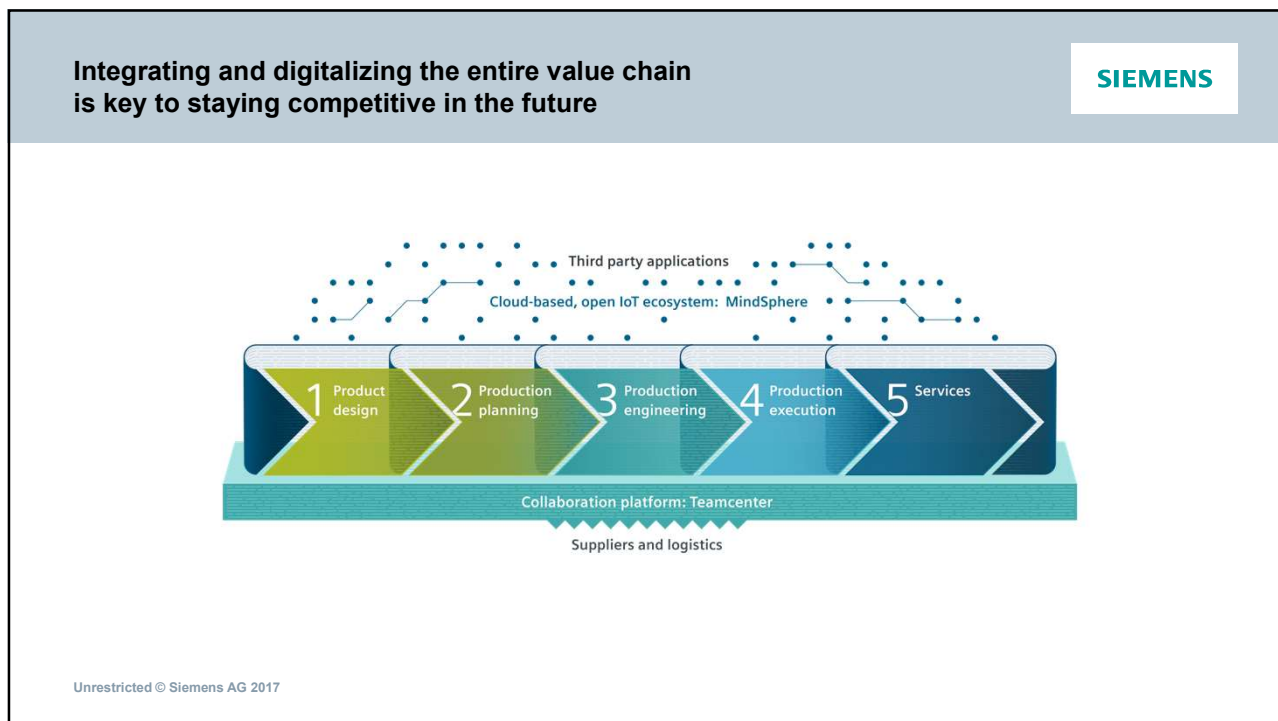 Integrating and digitalizing the entire value chain
is key to staying competitive in the future
SIEMENS
Third party applications
Cloud-based, open IoT ecosystem: MindSphere
1 Product
design
2 Production
planning
3 Production
engineering
4 Production
execution
5 Services
Collaboration platform: Teamcenter
Suppliers and logistics
Unrestricted © Siemens AG 2017